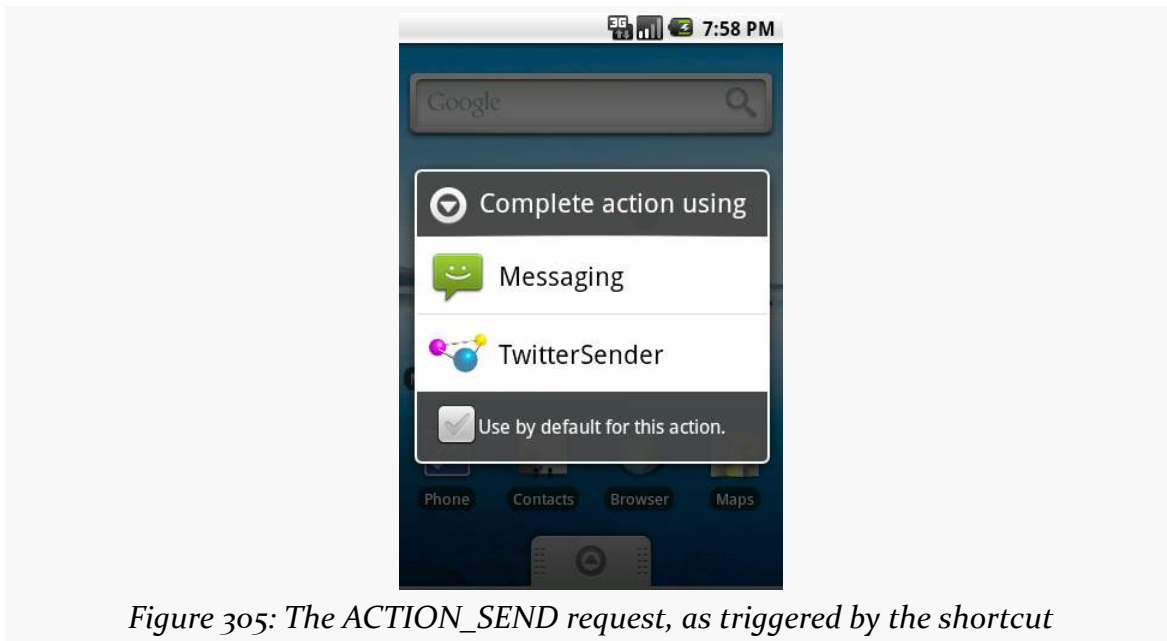 3G 7:58 PM
Google
Complete action using
Messaging
TwitterSender
Use by default for this action.
Phone Contacts Browser Maps
Figure 305: The ACTION_SEND request, as triggered by the shortcut